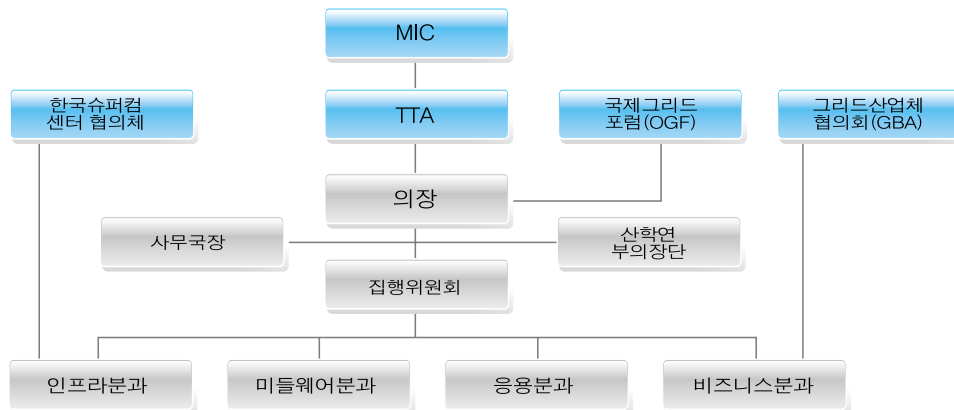 MIC
한국슈퍼컴
센터 협의체
TTA
국제그리드
포럼(OGF)
그리드산업체
협의회(GBA)
의장
사무국장
산학연
부의장단
집행위원회
인프라분과
미들웨어분과
응용분과
비즈니스분과